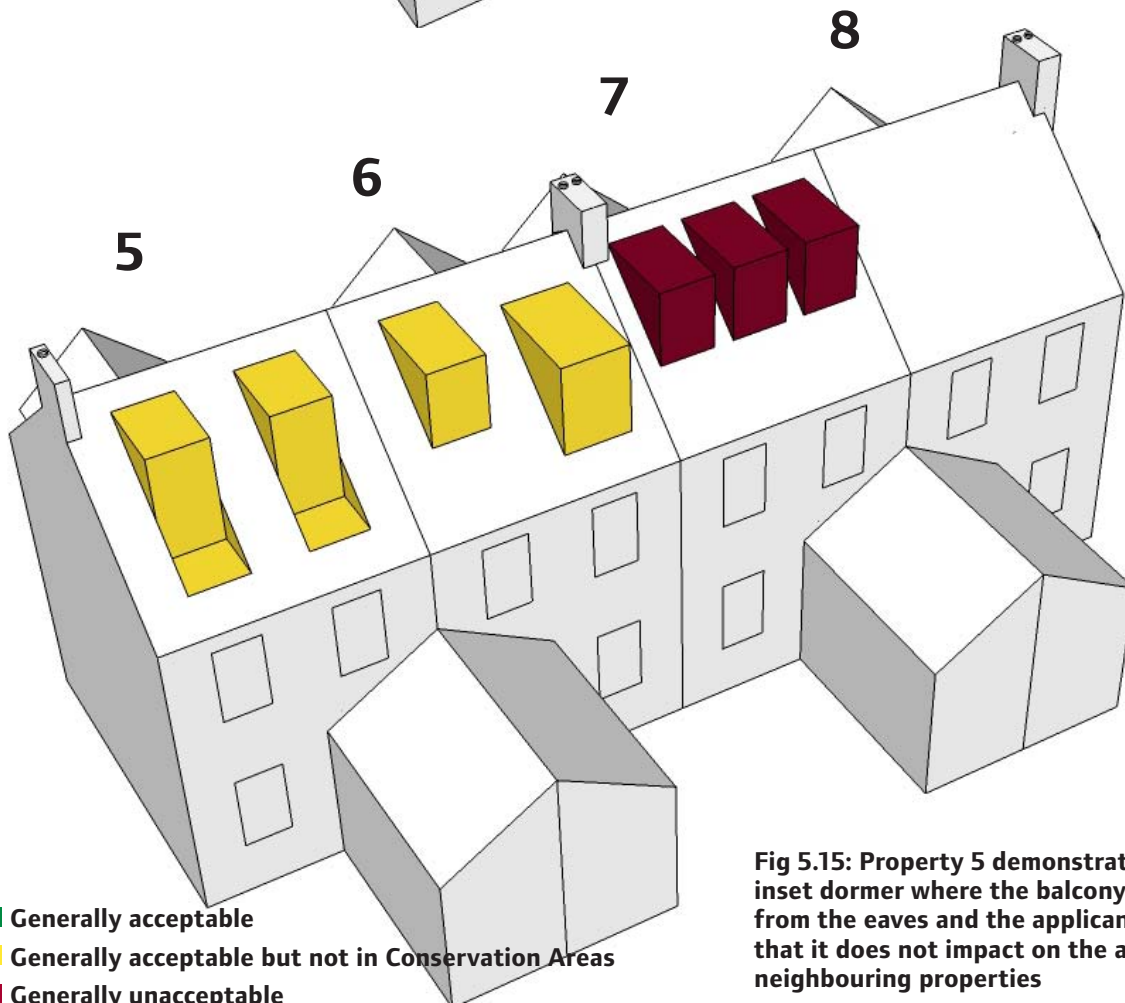 8
7
6
5
Generally acceptable
Generally acceptable but not in Conservation Areas
Generally unacceptable
Fig 5.15: Property 5 demonstrat
inset dormer where the balcony
from the eaves and the applican
that it does not impact on the a
neighbouring properties